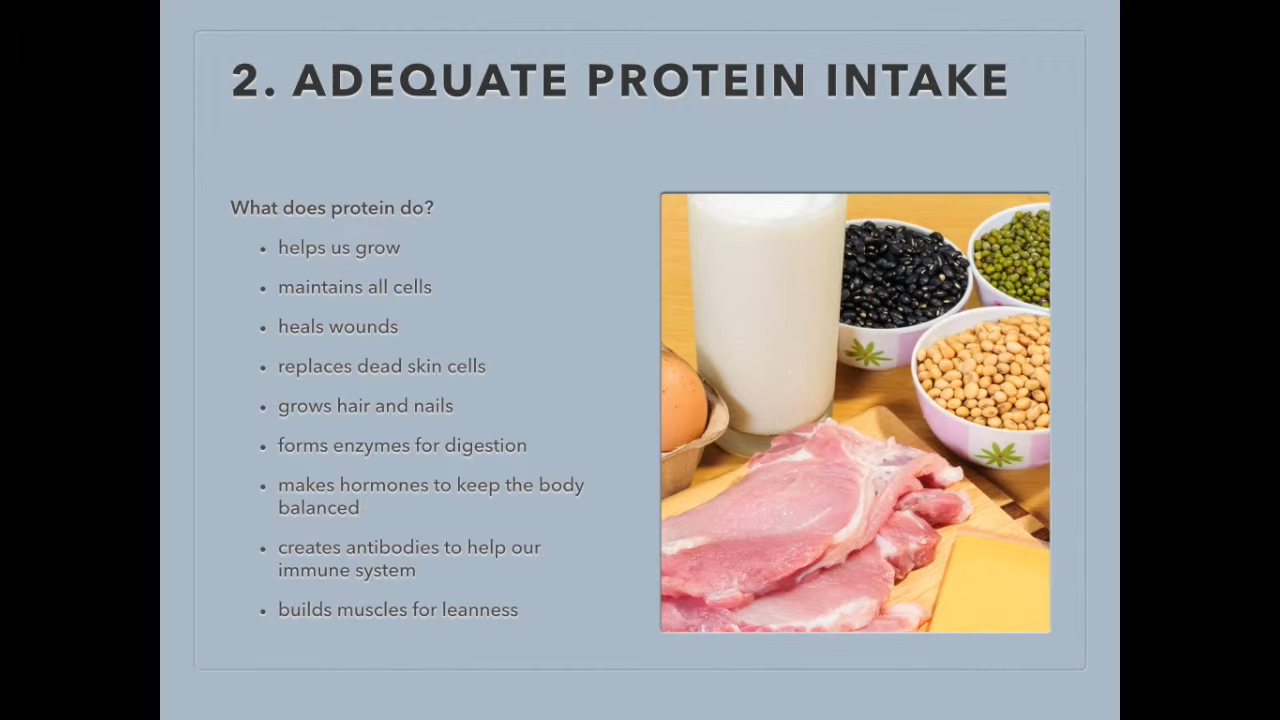 2. ADEQUATE PROTEIN INTAKE
What does protein do?
• helps us grow
• maintains all cells
• heals wounds
• replaces dead skin cells
• grows hair and nails
• forms enzymes for digestion
• makes hormones to keep the body
balanced
• creates antibodies to help our
immune system
• builds muscles for leanness